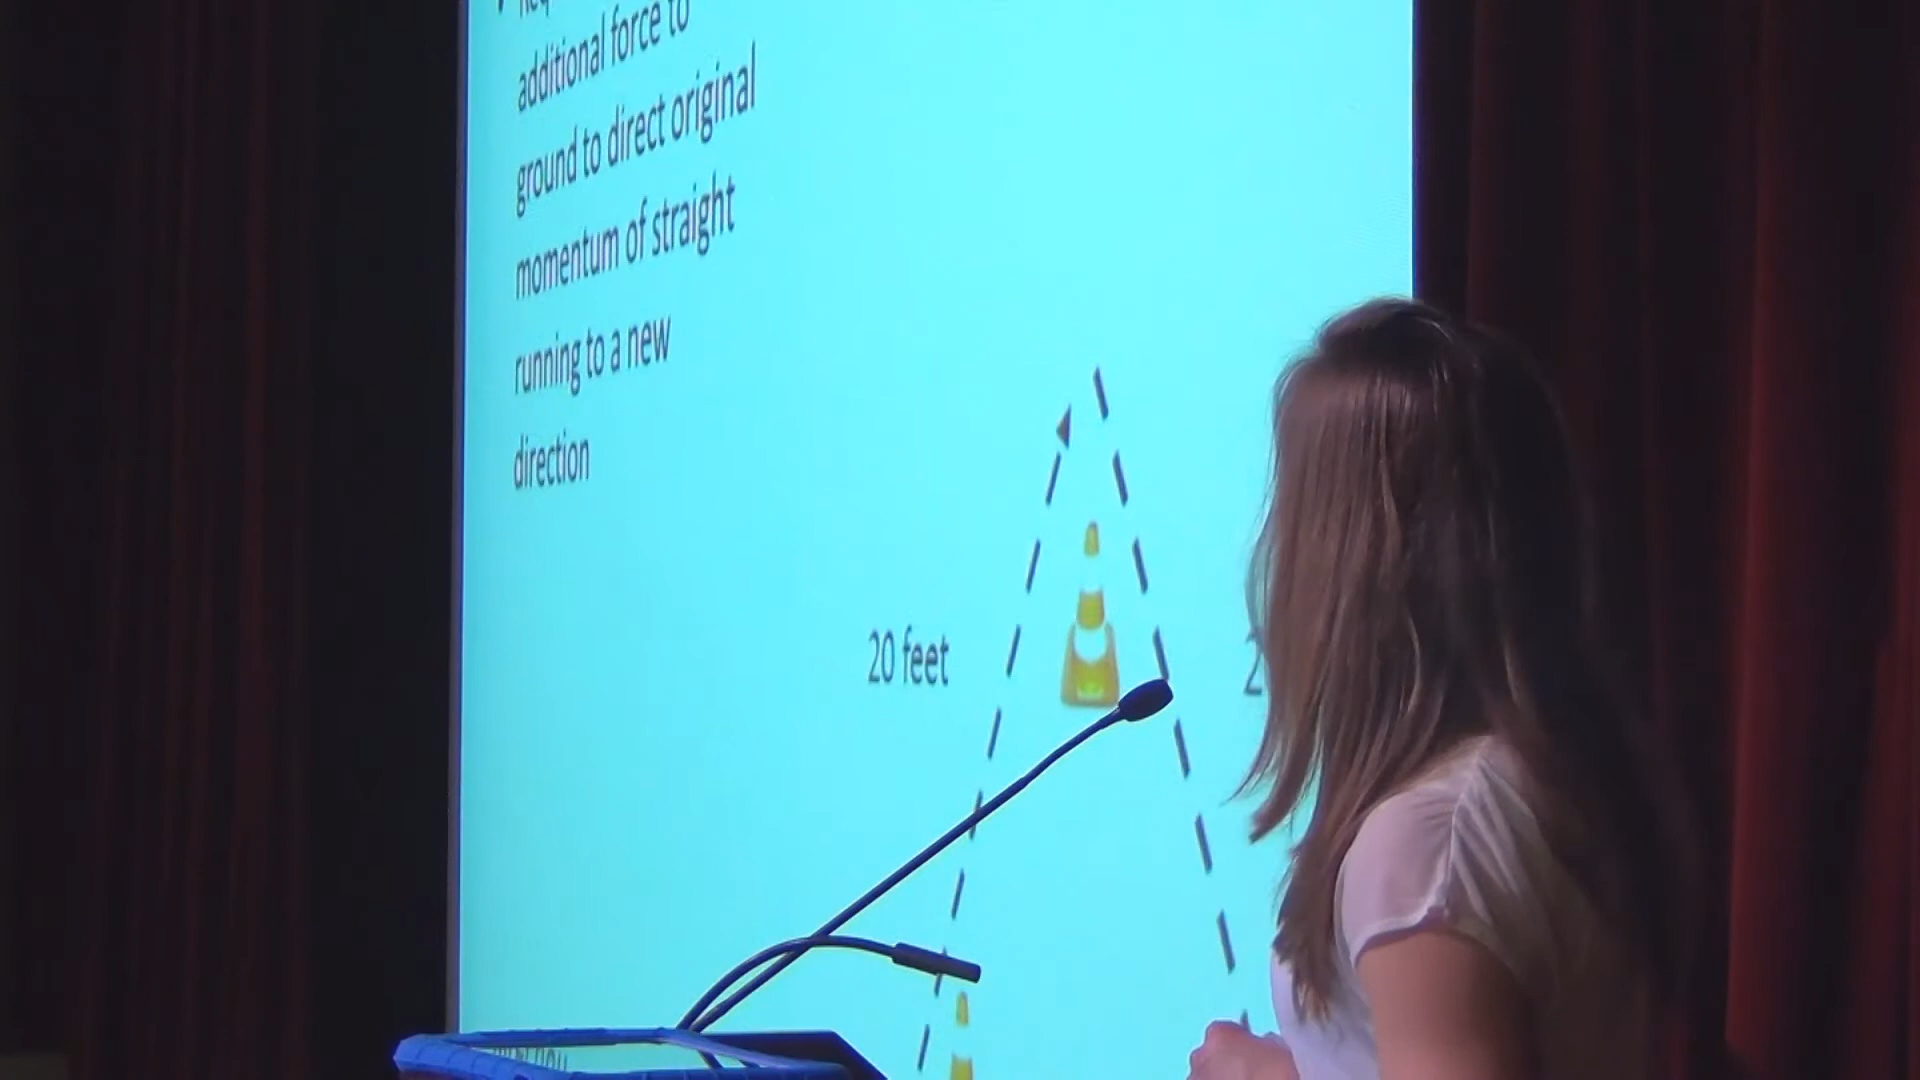 additional force to
ground to direct original
momentum of straight
running to a new
direction
20 feet